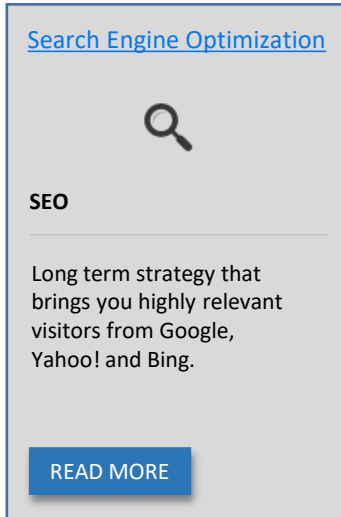 Search Engine Optimization
SEO
Long term strategy that
brings you highly relevant
visitors from Google,
Yahoo! and Bing.
READ MORE